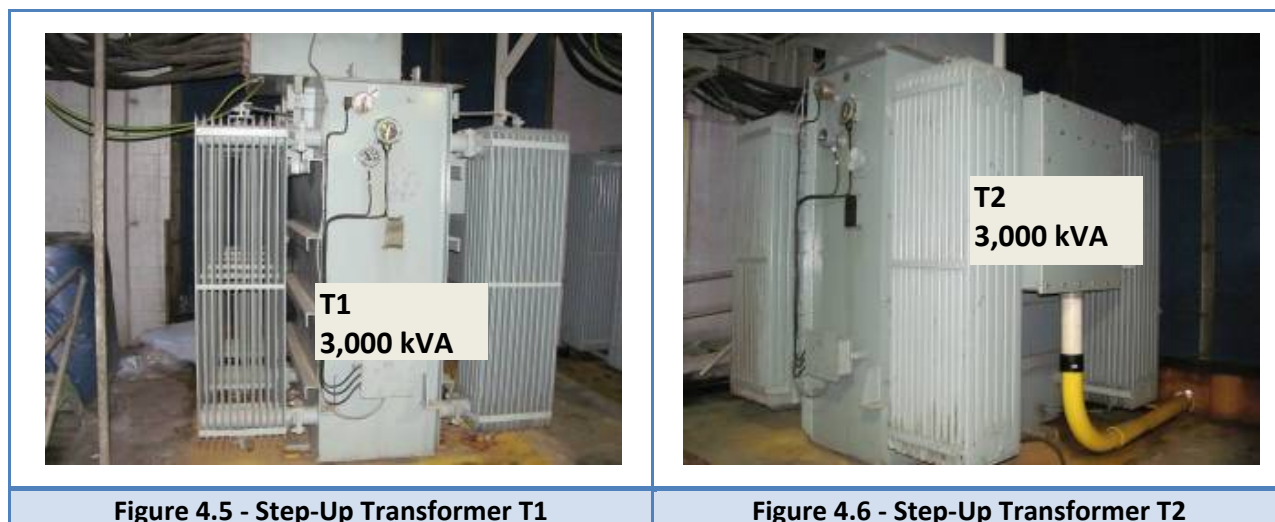 T1
3,000 kVA
T2
3,000 kVA
Figure 4.5 - Step-Up Transformer T1
Figure 4.6 - Step-Up Transformer T2